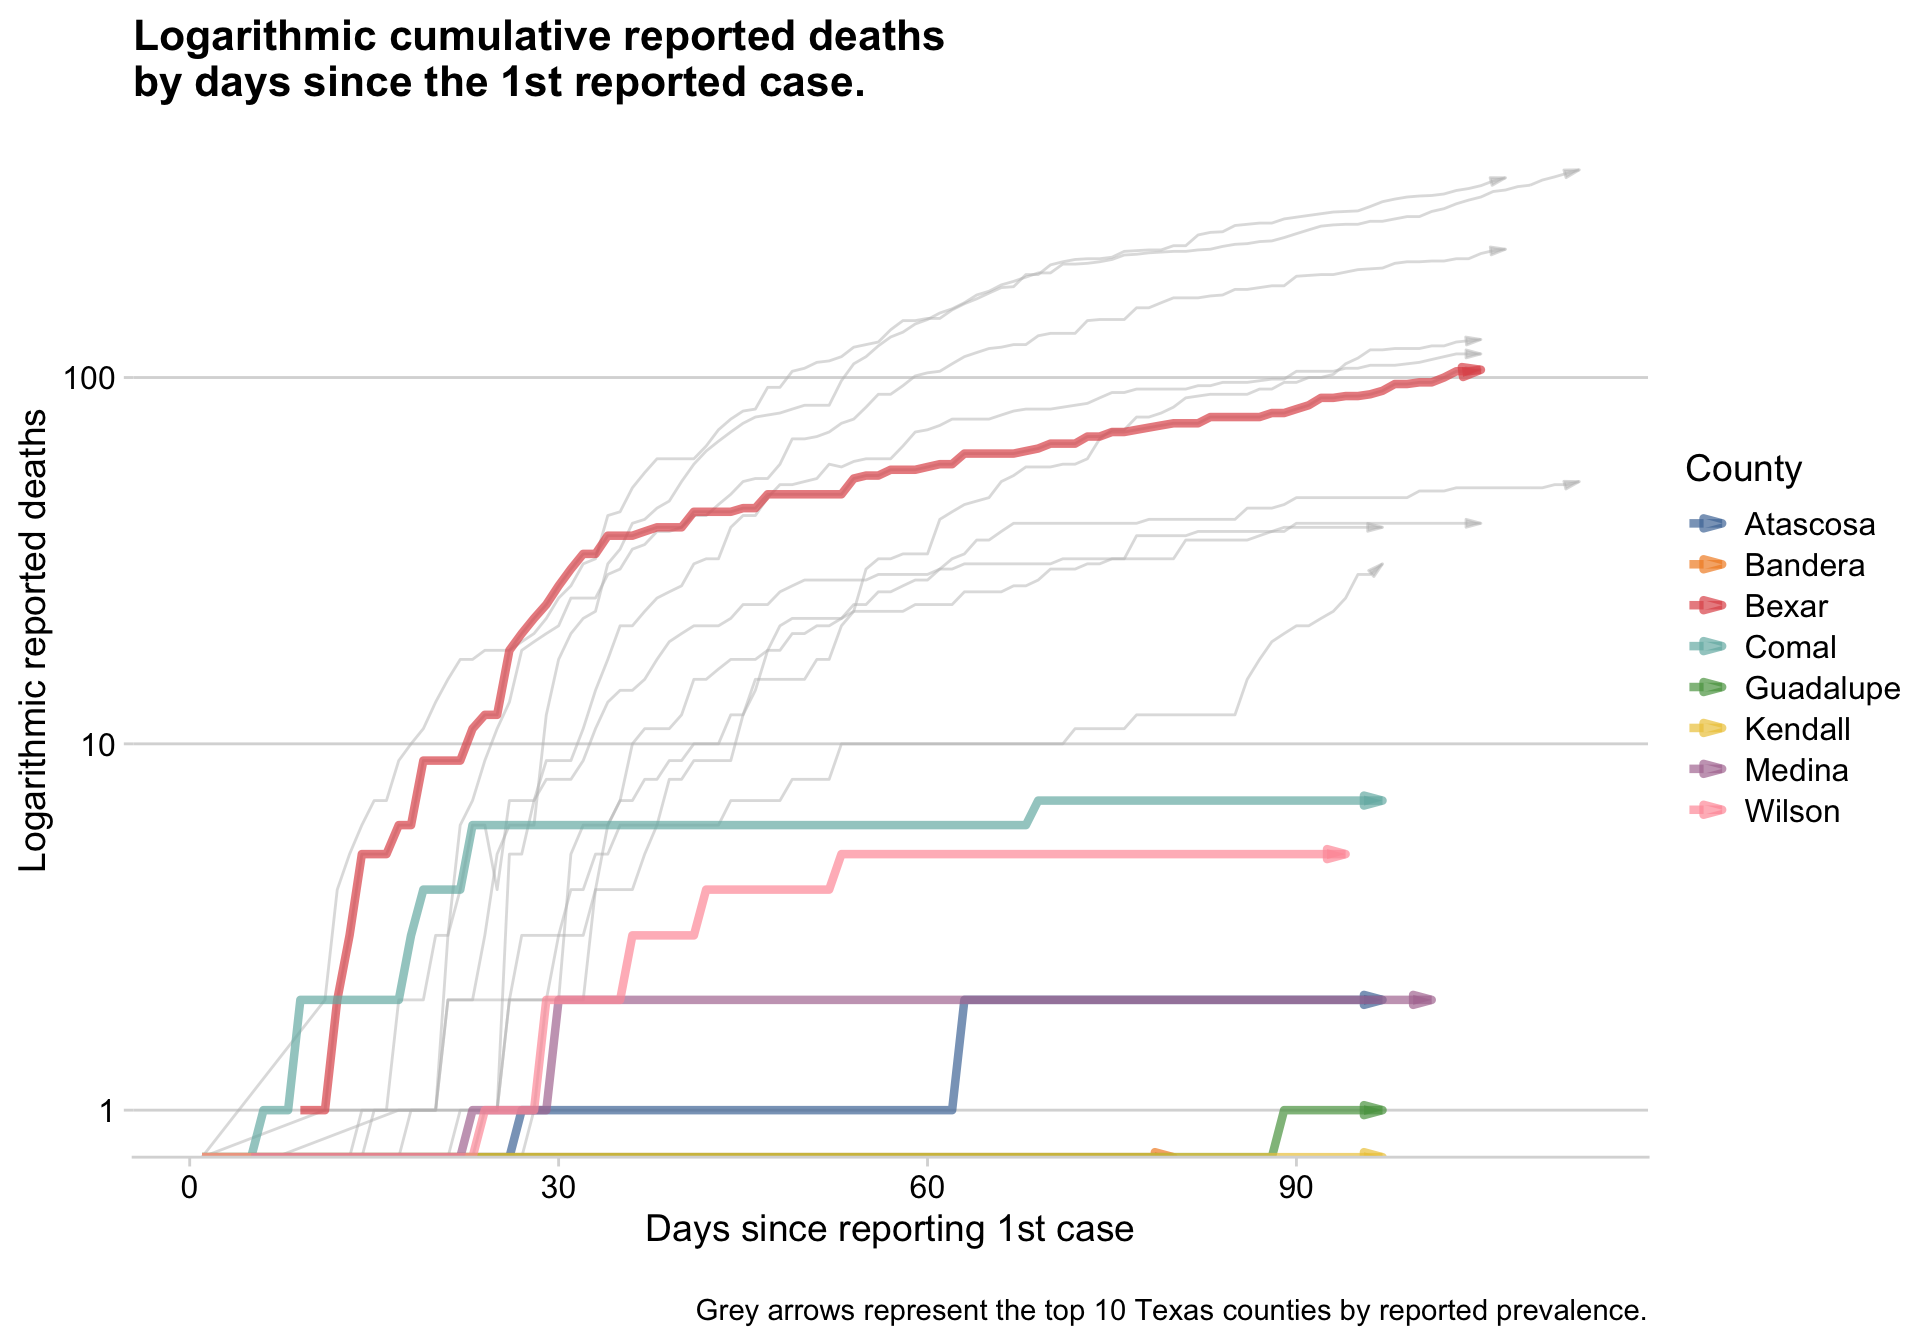 Logarithmic cumulative reported deaths
by days since the 1st reported case.
Logarithmic reported deaths
100
10
1
0
30
60
90
Days since reporting 1st case
County
Atascosa
Bandera
Bexar
Comal
Guadalupe
Kendall
Medina
Wilson
Grey arrows represent the top 10 Texas counties by reported prevalence.